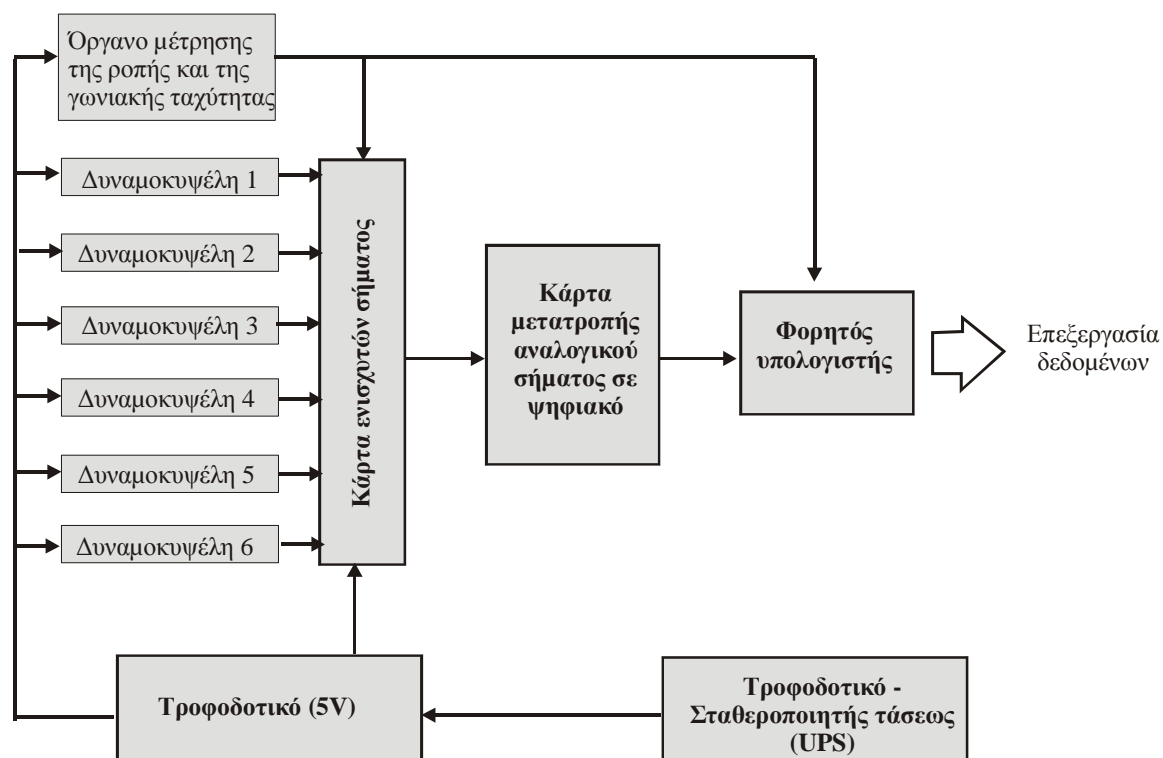 Όργανο μέτρησης
της ροπής και της
γωνιακής ταχύτητας
Δυναμοκυψέλη 1
Δυναμοκυψέλη 2
Δυναμοκυψέλη 3
Δυναμοκυψέλη 4
Δυναμοκυψέλη 5
Δυναμοκυψέλη 6
Κάρτα ενισχυτών σήματος
Κάρτα
μετατροπής
αναλογικού
σήματος σε
ψηφιακό
Φορητός
υπολογιστής
Επεξεργασία
δεδομένων
Τροφοδοτικό (5V)
Τροφοδοτικό -
Σταθεροποιητής τάσεως
(UPS)